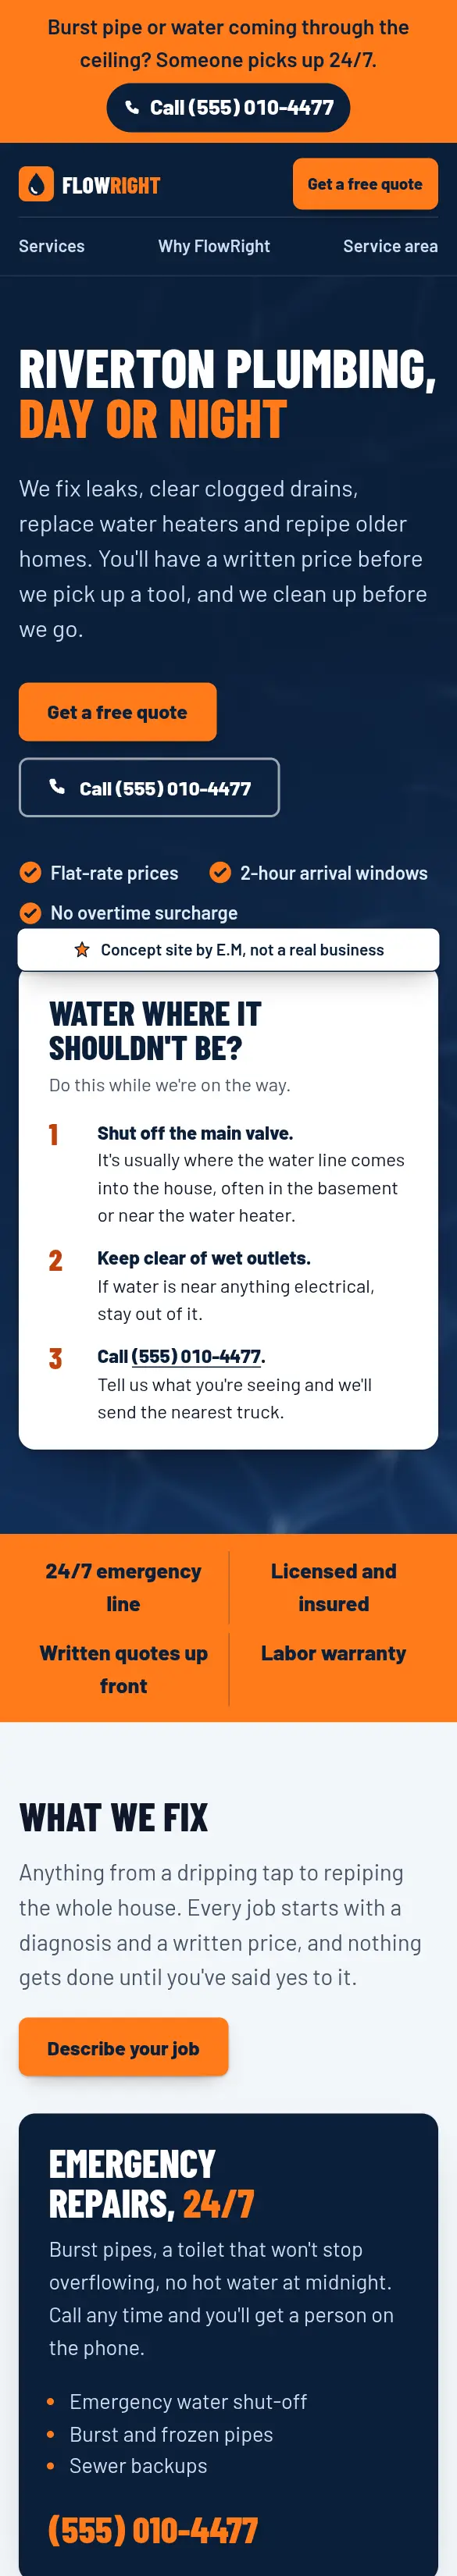 Burst pipe or water coming through the
ceiling? Someone picks up 24/7.
Call (555) 010-4477
FLOWRIGHT
Get a free quote
Services
Why FlowRight
Service area
RIVERTON PLUMBING,
DAY OR NIGHT
We fix leaks, clear clogged drains,
replace water heaters and repipe older
homes. You'll have a written price before
we pick up a tool, and we clean up before
we go.
Get a free quote
Call (555) 010-4477
Flat-rate prices
2-hour arrival windows
No overtime surcharge
Concept site by E.M, not a real business
WATER WHERE IT
SHOULDN'T BE?
Do this while we're on the way.
1
Shut off the main valve.
It's usually where the water line comes
into the house, often in the basement
or near the water heater.
2
Keep clear of wet outlets.
If water is near anything electrical,
stay out of it.
3
Call (555) 010-4477.
Tell us what you're seeing and we'll
send the nearest truck.
24/7 emergency
line
Licensed and
insured
Written quotes up
front
Labor warranty
WHAT WE FIX
Anything from a dripping tap to repiping
the whole house. Every job starts with a
diagnosis and a written price, and nothing
gets done until you've said yes to it.
Describe your job
EMERGENCY
REPAIRS, 24/7
Burst pipes, a toilet that won't stop
overflowing, no hot water at midnight.
Call any time and you'll get a person on
the phone.
Emergency water shut-off
Burst and frozen pipes
Sewer backups
(555) 010-4477